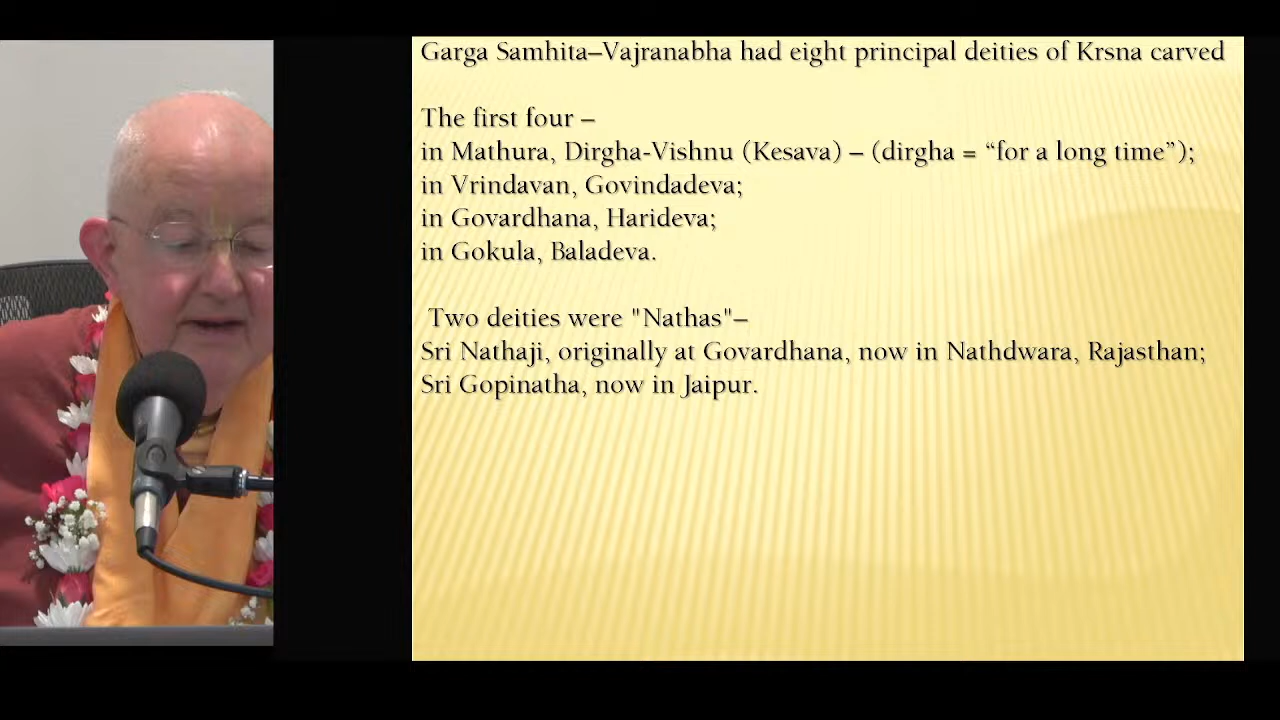 Garga Samhita–Vajranabha had eight principal deities of Krsna carved
The first four –
in Mathura, Dirgha-Vishnu (Kesava) – (dirgha = “for a long time”);
in Vrindavan, Govindadeva;
in Govardhana, Harideva;
in Gokula, Baladeva.
Two deities were "Nathas"–
Sri Nathaji, originally at Govardhana, now in Nathdwara, Rajasthan;
Sri Gopinatha, now in Jaipur.